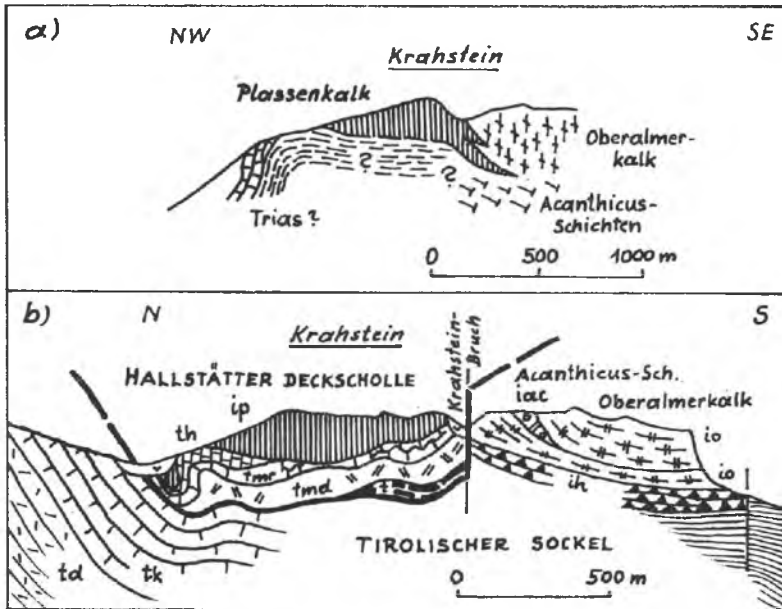 a)
NW
SE
Krahstein
Plassenkalk
Oberalmer-
kalk
?
?
Trias ?
Acanthicus-
Schichten
0
500
1000 m
b)
N
S
Krahstein
Krahstein-
Bruch
HALLSTÄTTER DECKSCHOLLE
Acanthicus-Sch.
iac
Oberalmerkalk
ip
th
io
tmr
tmd
io
ih
TIROLISCHER SOCKEL
td
tk
0
500 m